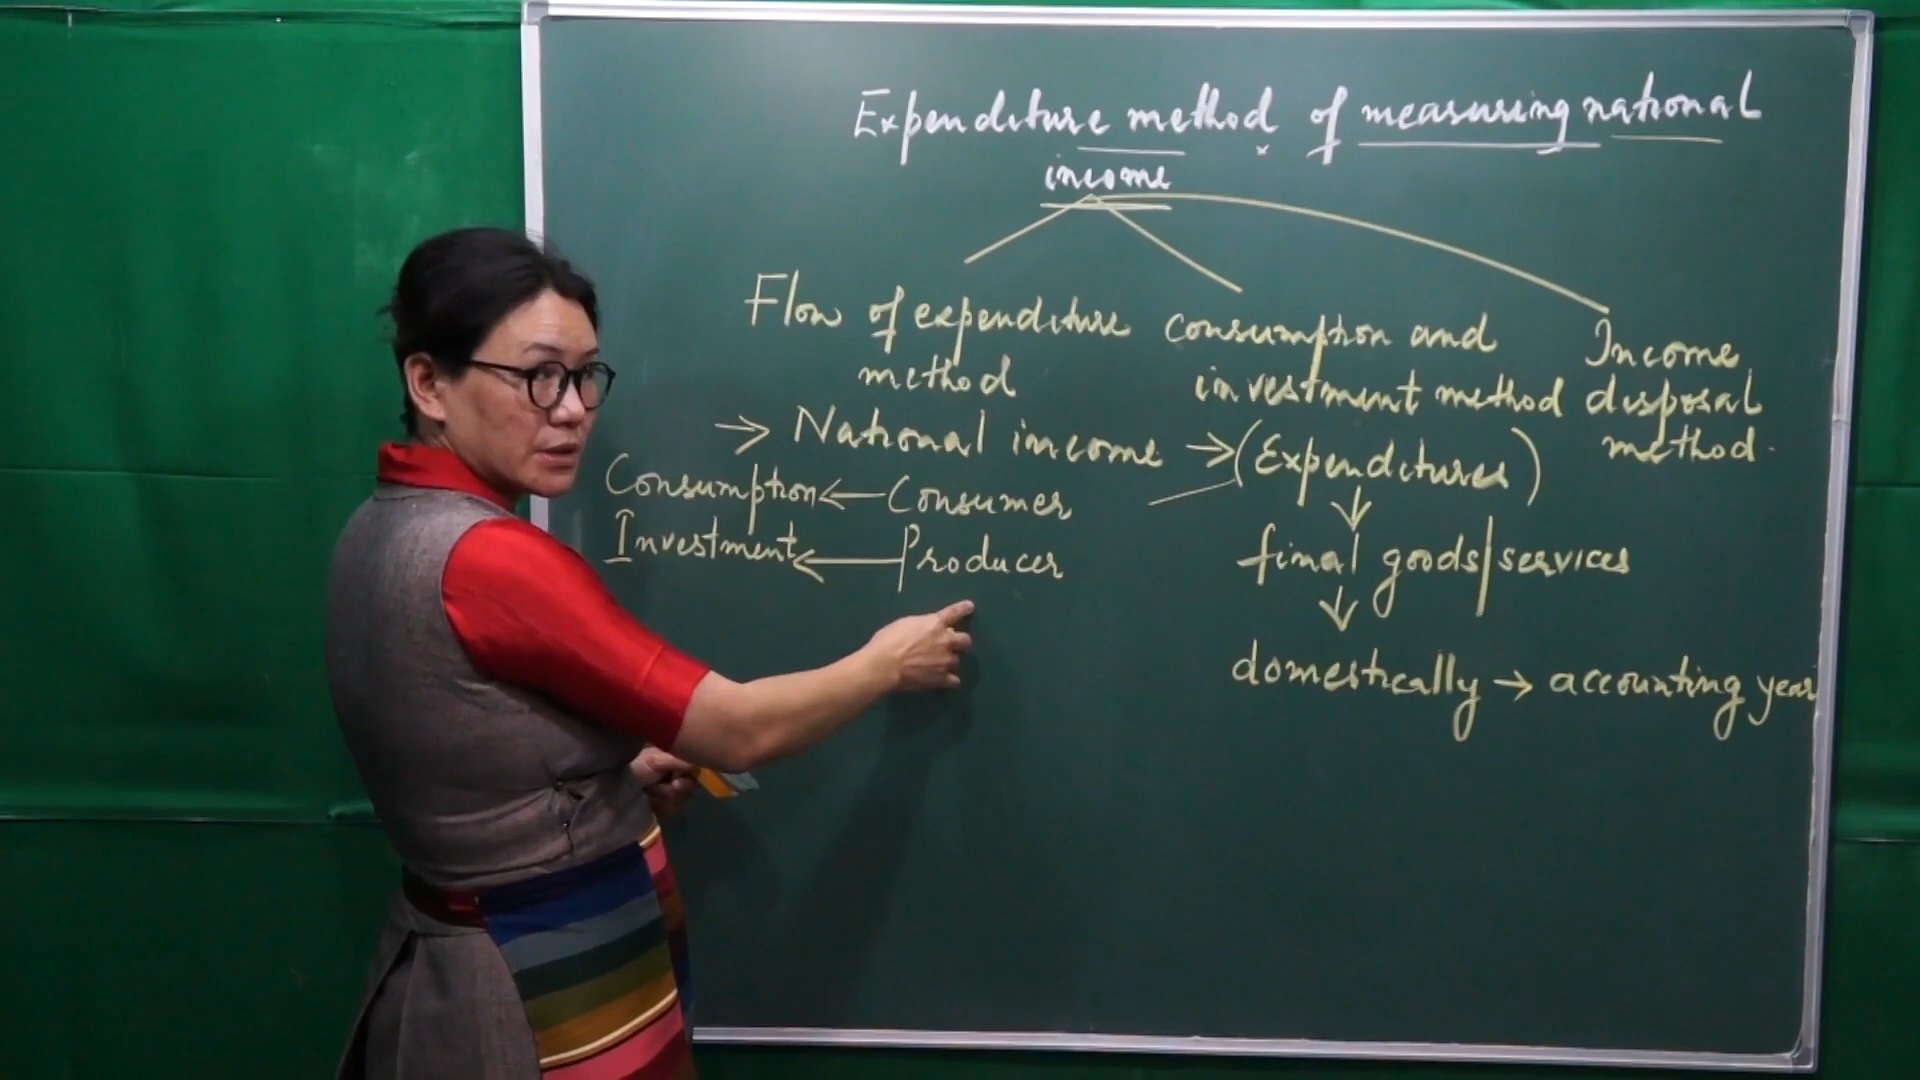 Expenditure method of measuring national
income
Flow of expenditure
method
consumption and
investment method
Income
disposal
method.
→ National income → (Expenditures)
Consumption ← Consumer
Investment ← Producer
↓
final goods/services
↓
domestically → accounting year